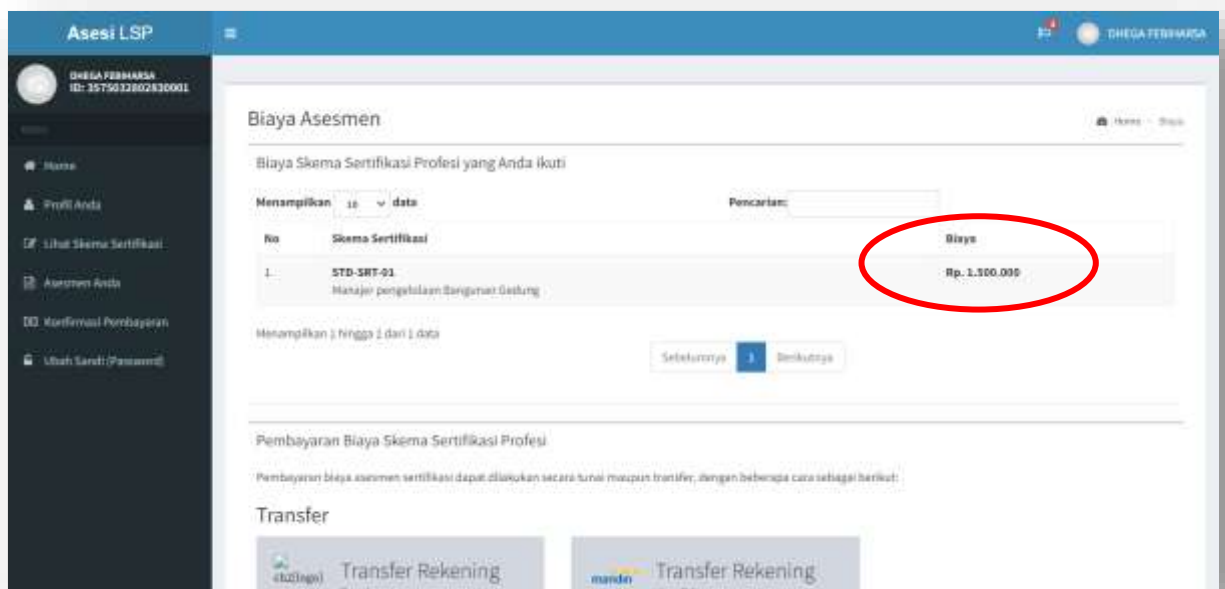 Asesi LSP
DHEGA FEBIHARSA
DHEGA FEBIHARSA
ID: 3575032802830001
Biaya Asesmen
Home
Biaya
Biaya Skema Sertifikasi Profesi yang Anda ikuti
Home
Profil Anda
Lihat Skema Sertifikasi
Asesmen Anda
Konfirmasi Pembayaran
Ubah Sandi (Password)
Menampilkan 10 data
Pencarian:
No Skema Sertifikasi Biaya
1. STD-SRT-01 Rp. 1.500.000
Manajer pengelolaan Bangunan Gedung
Menampilkan 1 hingga 1 dari 1 data
Sebelumnya 1 Berikutnya
Pembayaran Biaya Skema Sertifikasi Profesi
Pembayaran biaya asesmen sertifikasi dapat dilakukan secara tunai maupun transfer, dengan beberapa cara sebagai berikut:
Transfer
Transfer Rekening
mandiri Transfer Rekening